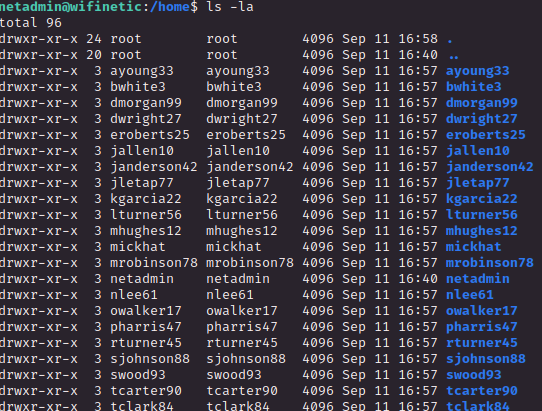 netadmin@wifinetic:/home$ ls -la
total 96
drwxr-xr-x 24 root       root       4096 Sep 11 16:58 .
drwxr-xr-x 20 root       root       4096 Sep 11 16:40 ..
drwxr-xr-x  3 ayoung33   ayoung33   4096 Sep 11 16:57 ayoung33
drwxr-xr-x  3 bwhite3    bwhite3    4096 Sep 11 16:57 bwhite3
drwxr-xr-x  3 dmorgan99  dmorgan99  4096 Sep 11 16:57 dmorgan99
drwxr-xr-x  3 dwright27  dwright27  4096 Sep 11 16:57 dwright27
drwxr-xr-x  3 eroberts25 eroberts25 4096 Sep 11 16:57 eroberts25
drwxr-xr-x  3 jallen10   jallen10   4096 Sep 11 16:57 jallen10
drwxr-xr-x  3 janderson42 janderson42 4096 Sep 11 16:57 janderson42
drwxr-xr-x  3 jletap77   jletap77   4096 Sep 11 16:57 jletap77
drwxr-xr-x  3 kgarcia22  kgarcia22  4096 Sep 11 16:57 kgarcia22
drwxr-xr-x  3 lturner56  lturner56  4096 Sep 11 16:57 lturner56
drwxr-xr-x  3 mhughes12  mhughes12  4096 Sep 11 16:57 mhughes12
drwxr-xr-x  3 mickhat    mickhat    4096 Sep 11 16:57 mickhat
drwxr-xr-x  3 mrobinson78 mrobinson78 4096 Sep 11 16:57 mrobinson78
drwxr-xr-x  3 netadmin   netadmin   4096 Sep 11 16:40 netadmin
drwxr-xr-x  3 nlee61     nlee61     4096 Sep 11 16:57 nlee61
drwxr-xr-x  3 owalker17  owalker17  4096 Sep 11 16:57 owalker17
drwxr-xr-x  3 pharris47  pharris47  4096 Sep 11 16:57 pharris47
drwxr-xr-x  3 rturner45  rturner45  4096 Sep 11 16:57 rturner45
drwxr-xr-x  3 sjohnson88 sjohnson88 4096 Sep 11 16:57 sjohnson88
drwxr-xr-x  3 swood93    swood93    4096 Sep 11 16:57 swood93
drwxr-xr-x  3 tcarter90  tcarter90  4096 Sep 11 16:57 tcarter90
drwxr-xr-x  3 tclark84   tclark84   4096 Sep 11 16:57 tclark84